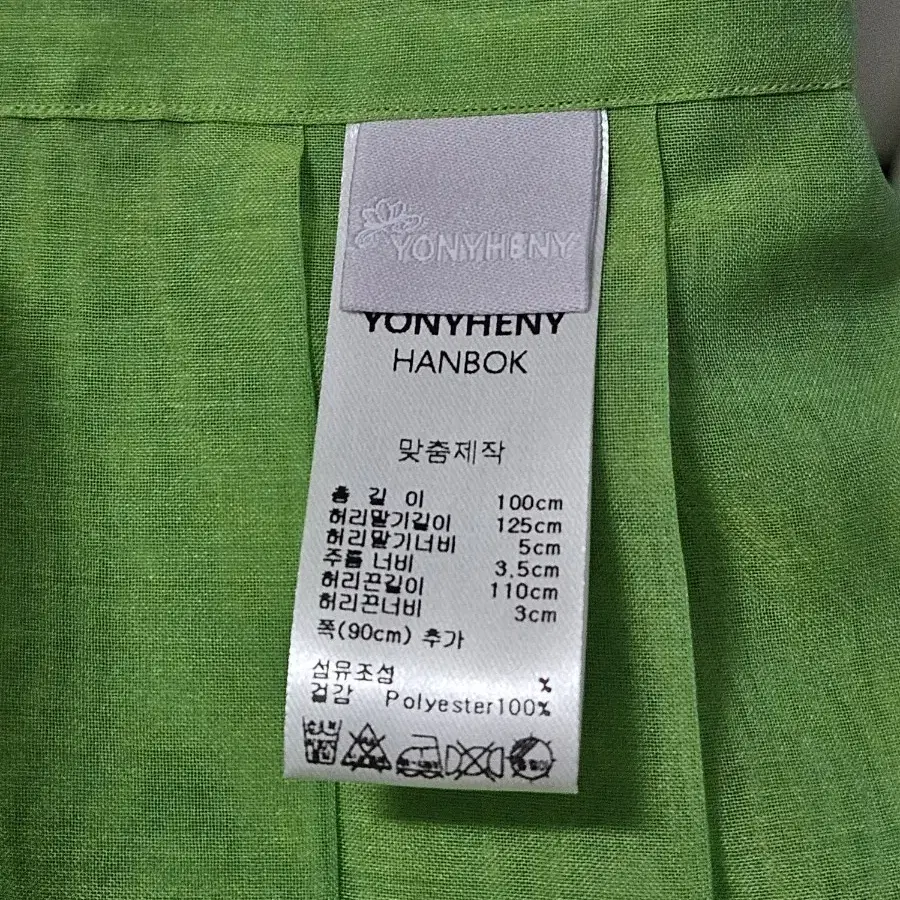 YONYHENY
YONYHENY
HANBOK
맞춤제작
총 길 이 100cm
허리말기길이 125cm
허리말기너비 5cm
주름 너비 3.5cm
허리끈길이 110cm
허리끈너비 3cm
쪽(90cm) 추가
섬유조성 %
겉감 Polyester100%